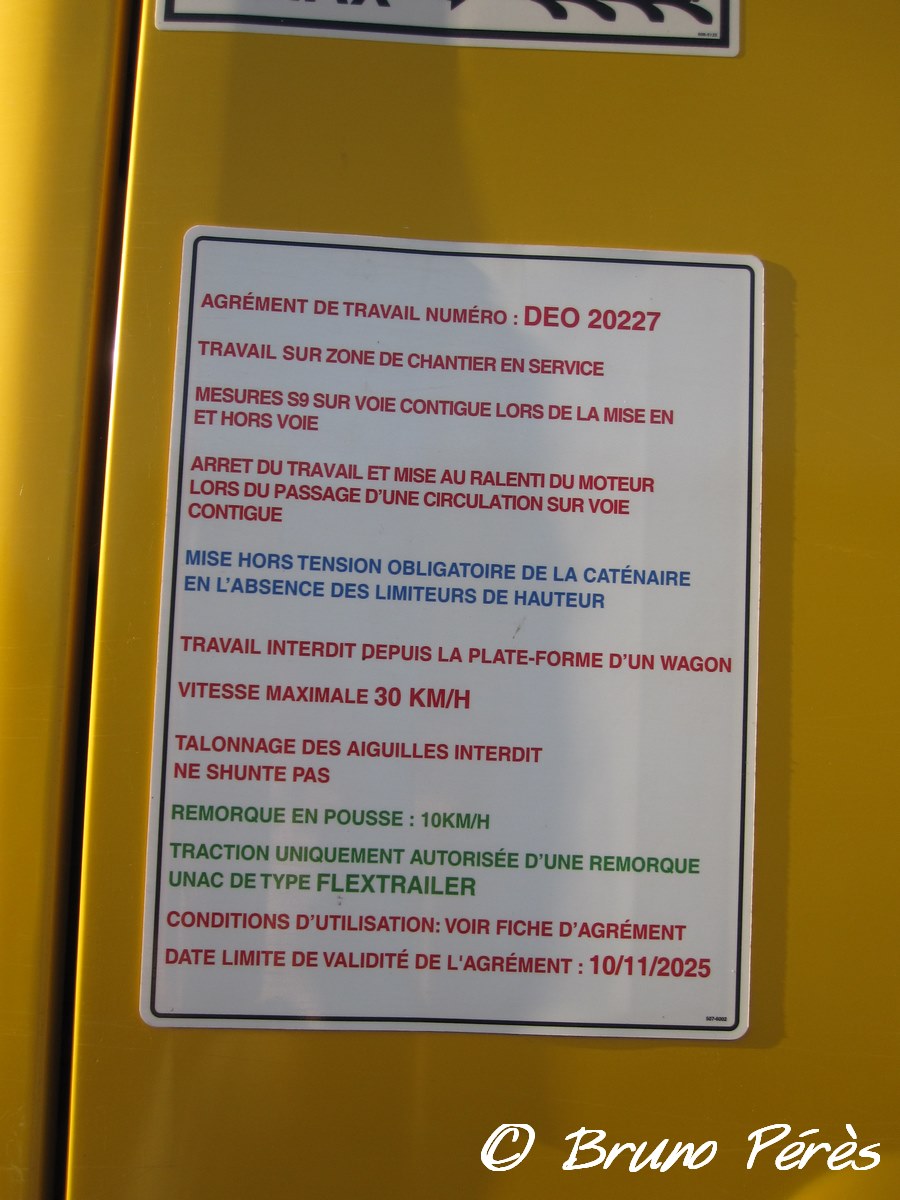 AGRÉMENT DE TRAVAIL NUMÉRO : DEO 20227
TRAVAIL SUR ZONE DE CHANTIER EN SERVICE
MESURES S9 SUR VOIE CONTIGUE LORS DE LA MISE EN
ET HORS VOIE
ARRET DU TRAVAIL ET MISE AU RALENTI DU MOTEUR
LORS DU PASSAGE D'UNE CIRCULATION SUR VOIE
CONTIGUE
MISE HORS TENSION OBLIGATOIRE DE LA CATÉNAIRE
EN L'ABSENCE DES LIMITEURS DE HAUTEUR
TRAVAIL INTERDIT DEPUIS LA PLATE-FORME D'UN WAGON
VITESSE MAXIMALE 30 KM/H
TALONNAGE DES AIGUILLES INTERDIT
NE SHUNTE PAS
REMORQUE EN POUSSE : 10KM/H
TRACTION UNIQUEMENT AUTORISÉE D'UNE REMORQUE
UNAC DE TYPE FLEXTRAILER
CONDITIONS D'UTILISATION: VOIR FICHE D'AGRÉMENT
DATE LIMITE DE VALIDITÉ DE L'AGRÉMENT : 10/11/2025
© Bruno Pérès